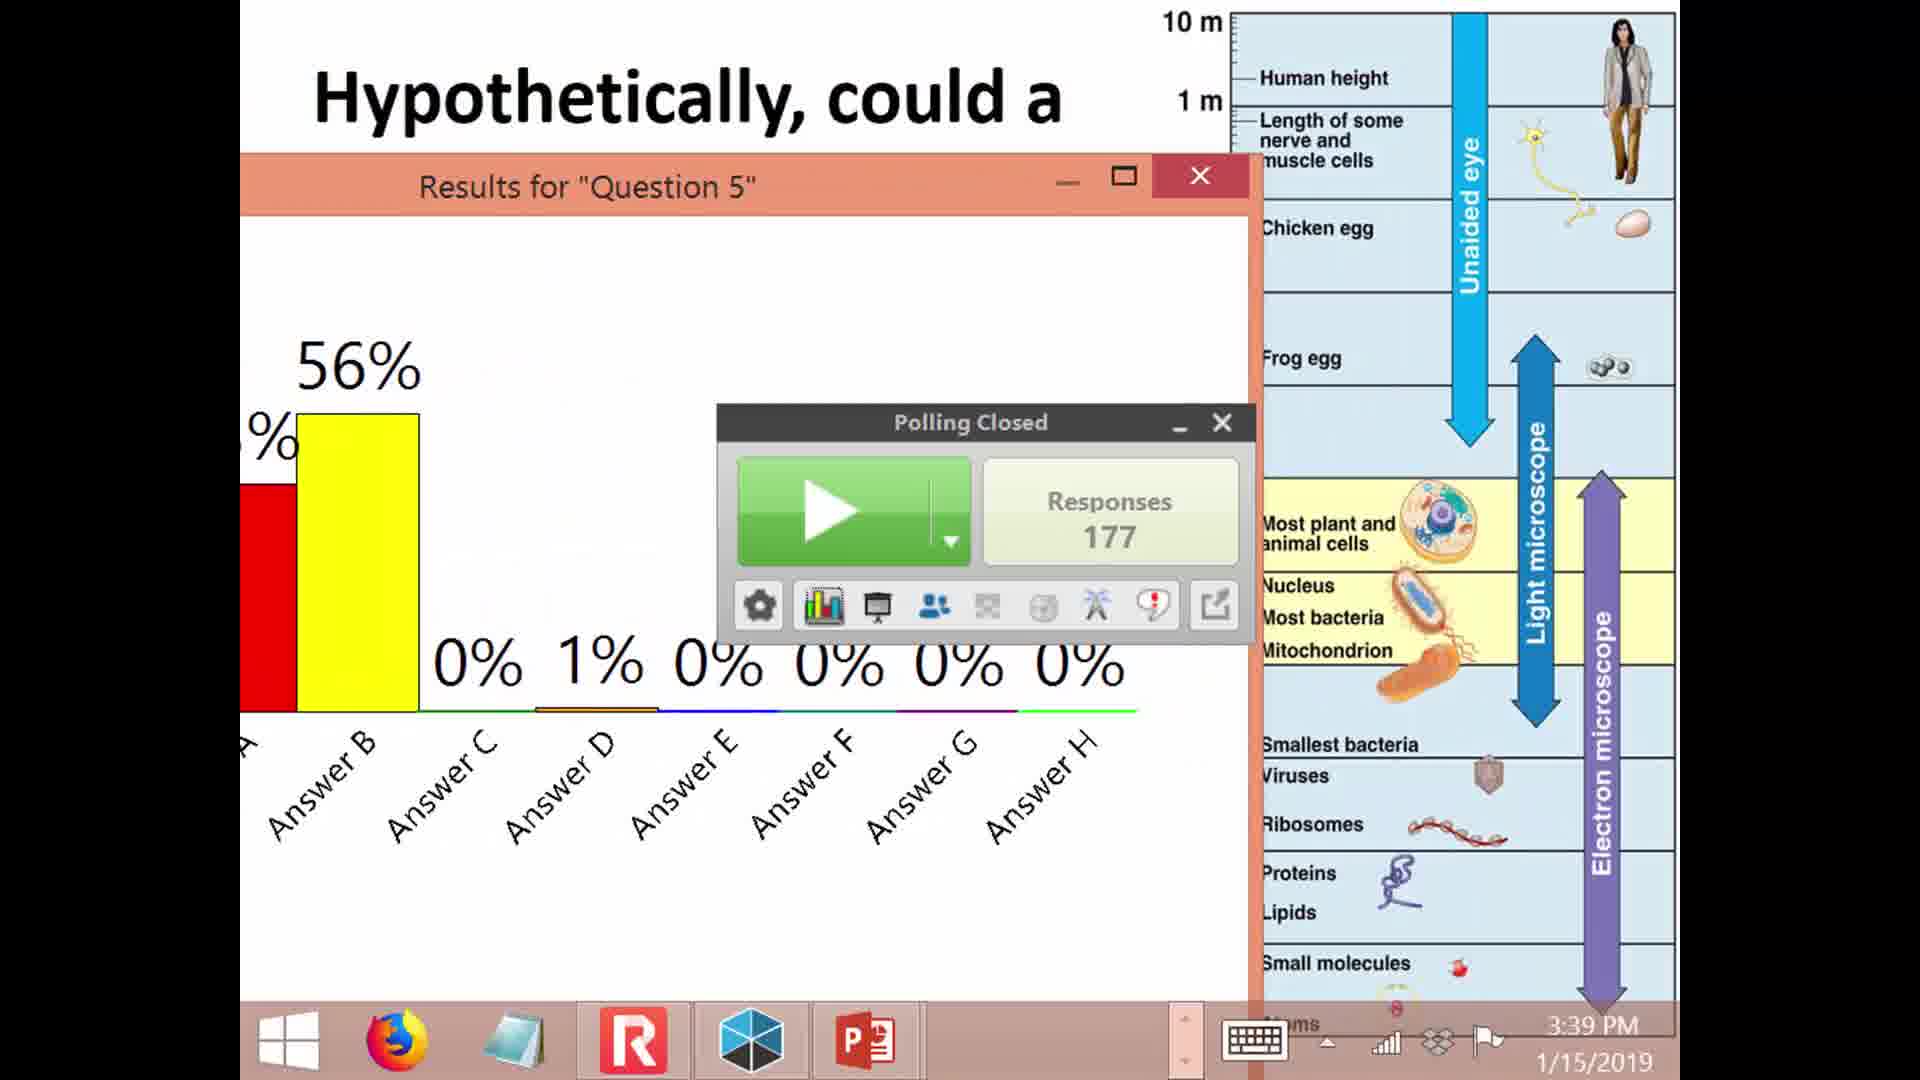 Hypothetically, could a
10 m
Human height
1 m
Length of some
nerve and
muscle cells
Chicken egg
Frog egg
Most plant and
animal cells
Nucleus
Most bacteria
Mitochondrion
Smallest bacteria
Viruses
Ribosomes
Proteins
Lipids
Small molecules
Unaided eye
Light microscope
Electron microscope
Results for "Question 5"
%
56%
0%
1%
0%
0%
0%
0%
A
Answer B
Answer C
Answer D
Answer E
Answer F
Answer G
Answer H
Polling Closed
Responses
177
3:39 PM
1/15/2019